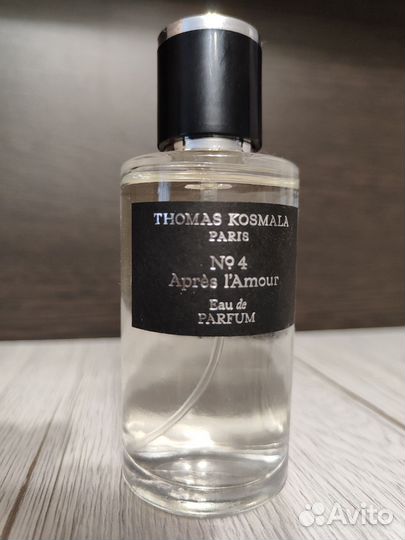 THOMAS KOSMALA
PARIS
Nº 4
Après l'Amour
Eau de
PARFUM
Avito